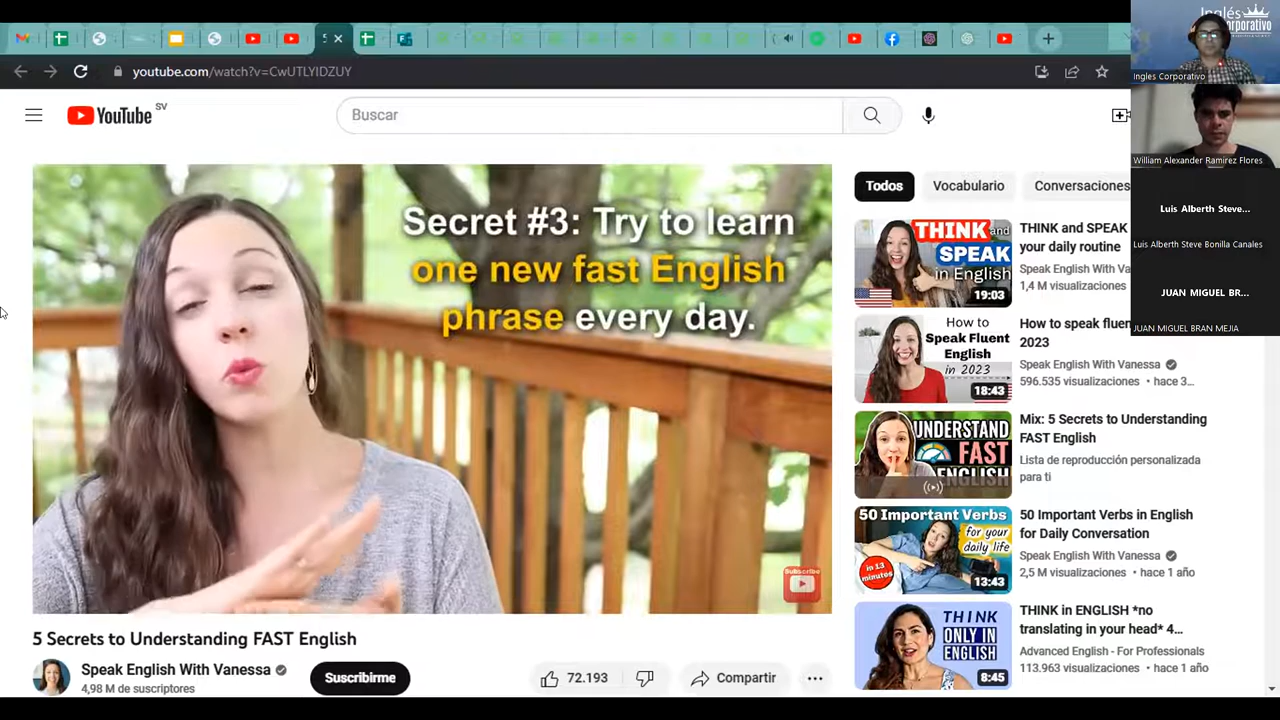 youtube.com/watch?v=CwUTLYIDZUY
YouTube SV
Buscar
Secret #3: Try to learn
one new fast English
phrase every day.
Subscribe
5 Secrets to Understanding FAST English
Speak English With Vanessa
4,98 M de suscriptores
Suscribirme
72.193
Compartir
Todos
Vocabulario
Conversaciones
THINK and
SPEAK
in English
19:03
THINK and SPEAK
your daily routine
Speak English With Va
1,4 M visualizaciones
How to
Speak Fluent
English
in 2023
18:43
How to speak fluen
2023
Speak English With Vanessa
596.535 visualizaciones • hace 3...
UNDERSTAND
FAST
ENGLISH
Mix: 5 Secrets to Understanding
FAST English
Lista de reproducción personalizada
para ti
50 Important Verbs
for your
daily life
in 13
minutes
13:43
50 Important Verbs in English
for Daily Conversation
Speak English With Vanessa
2,5 M visualizaciones • hace 1 año
THINK
ONLY IN
ENGLISH
8:45
THINK in ENGLISH *no
translating in your head* 4...
Advanced English - For Professionals
113.963 visualizaciones • hace 1 año
Inglés
Corporativo
Ingles Corporativo
William Alexander Ramirez Flores
Luis Alberth Steve...
Luis Alberth Steve Bonilla Canales
JUAN MIGUEL BR...
JUAN MIGUEL BRAN MEJIA